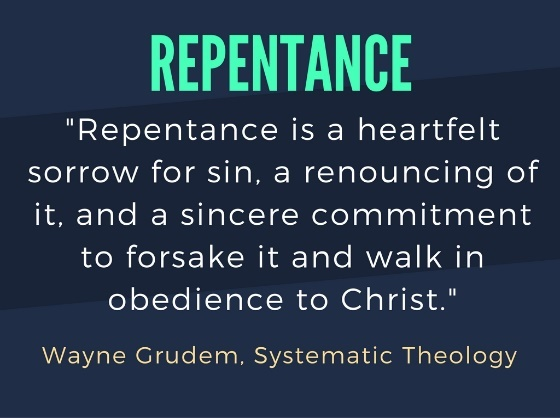 REPENTANCE
"Repentance is a heartfelt
sorrow for sin, a renouncing of
it, and a sincere commitment
to forsake it and walk in
obedience to Christ."
Wayne Grudem, Systematic Theology